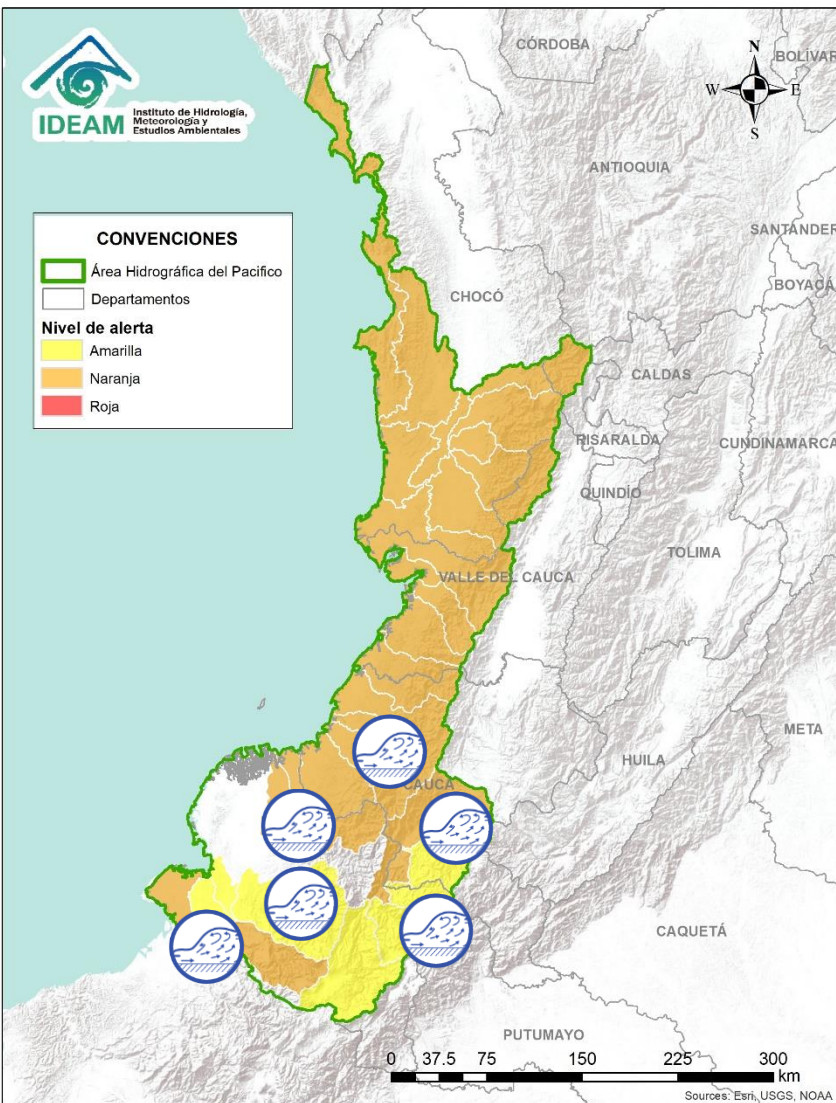 IDEAM
Instituto de Hidrología,
Meteorología y
Estudios Ambientales
N
W
E
S
CÓRDOBA
BOLÍVAR
ANTIOQUIA
SANTANDER
BOYACÁ
CHOCÓ
CALDAS
RISARALDA
CUNDINAMARCA
QUINDÍO
TOLIMA
VALLE DEL CAUCA
META
HUILA
CAUCA
CAQUETÁ
PUTUMAYO
CONVENCIONES
Área Hidrográfica del Pacifico
Departamentos
Nivel de alerta
Amarilla
Naranja
Roja
0 37.5 75 150 225 300
km
Sources: Esri, USGS, NOAA